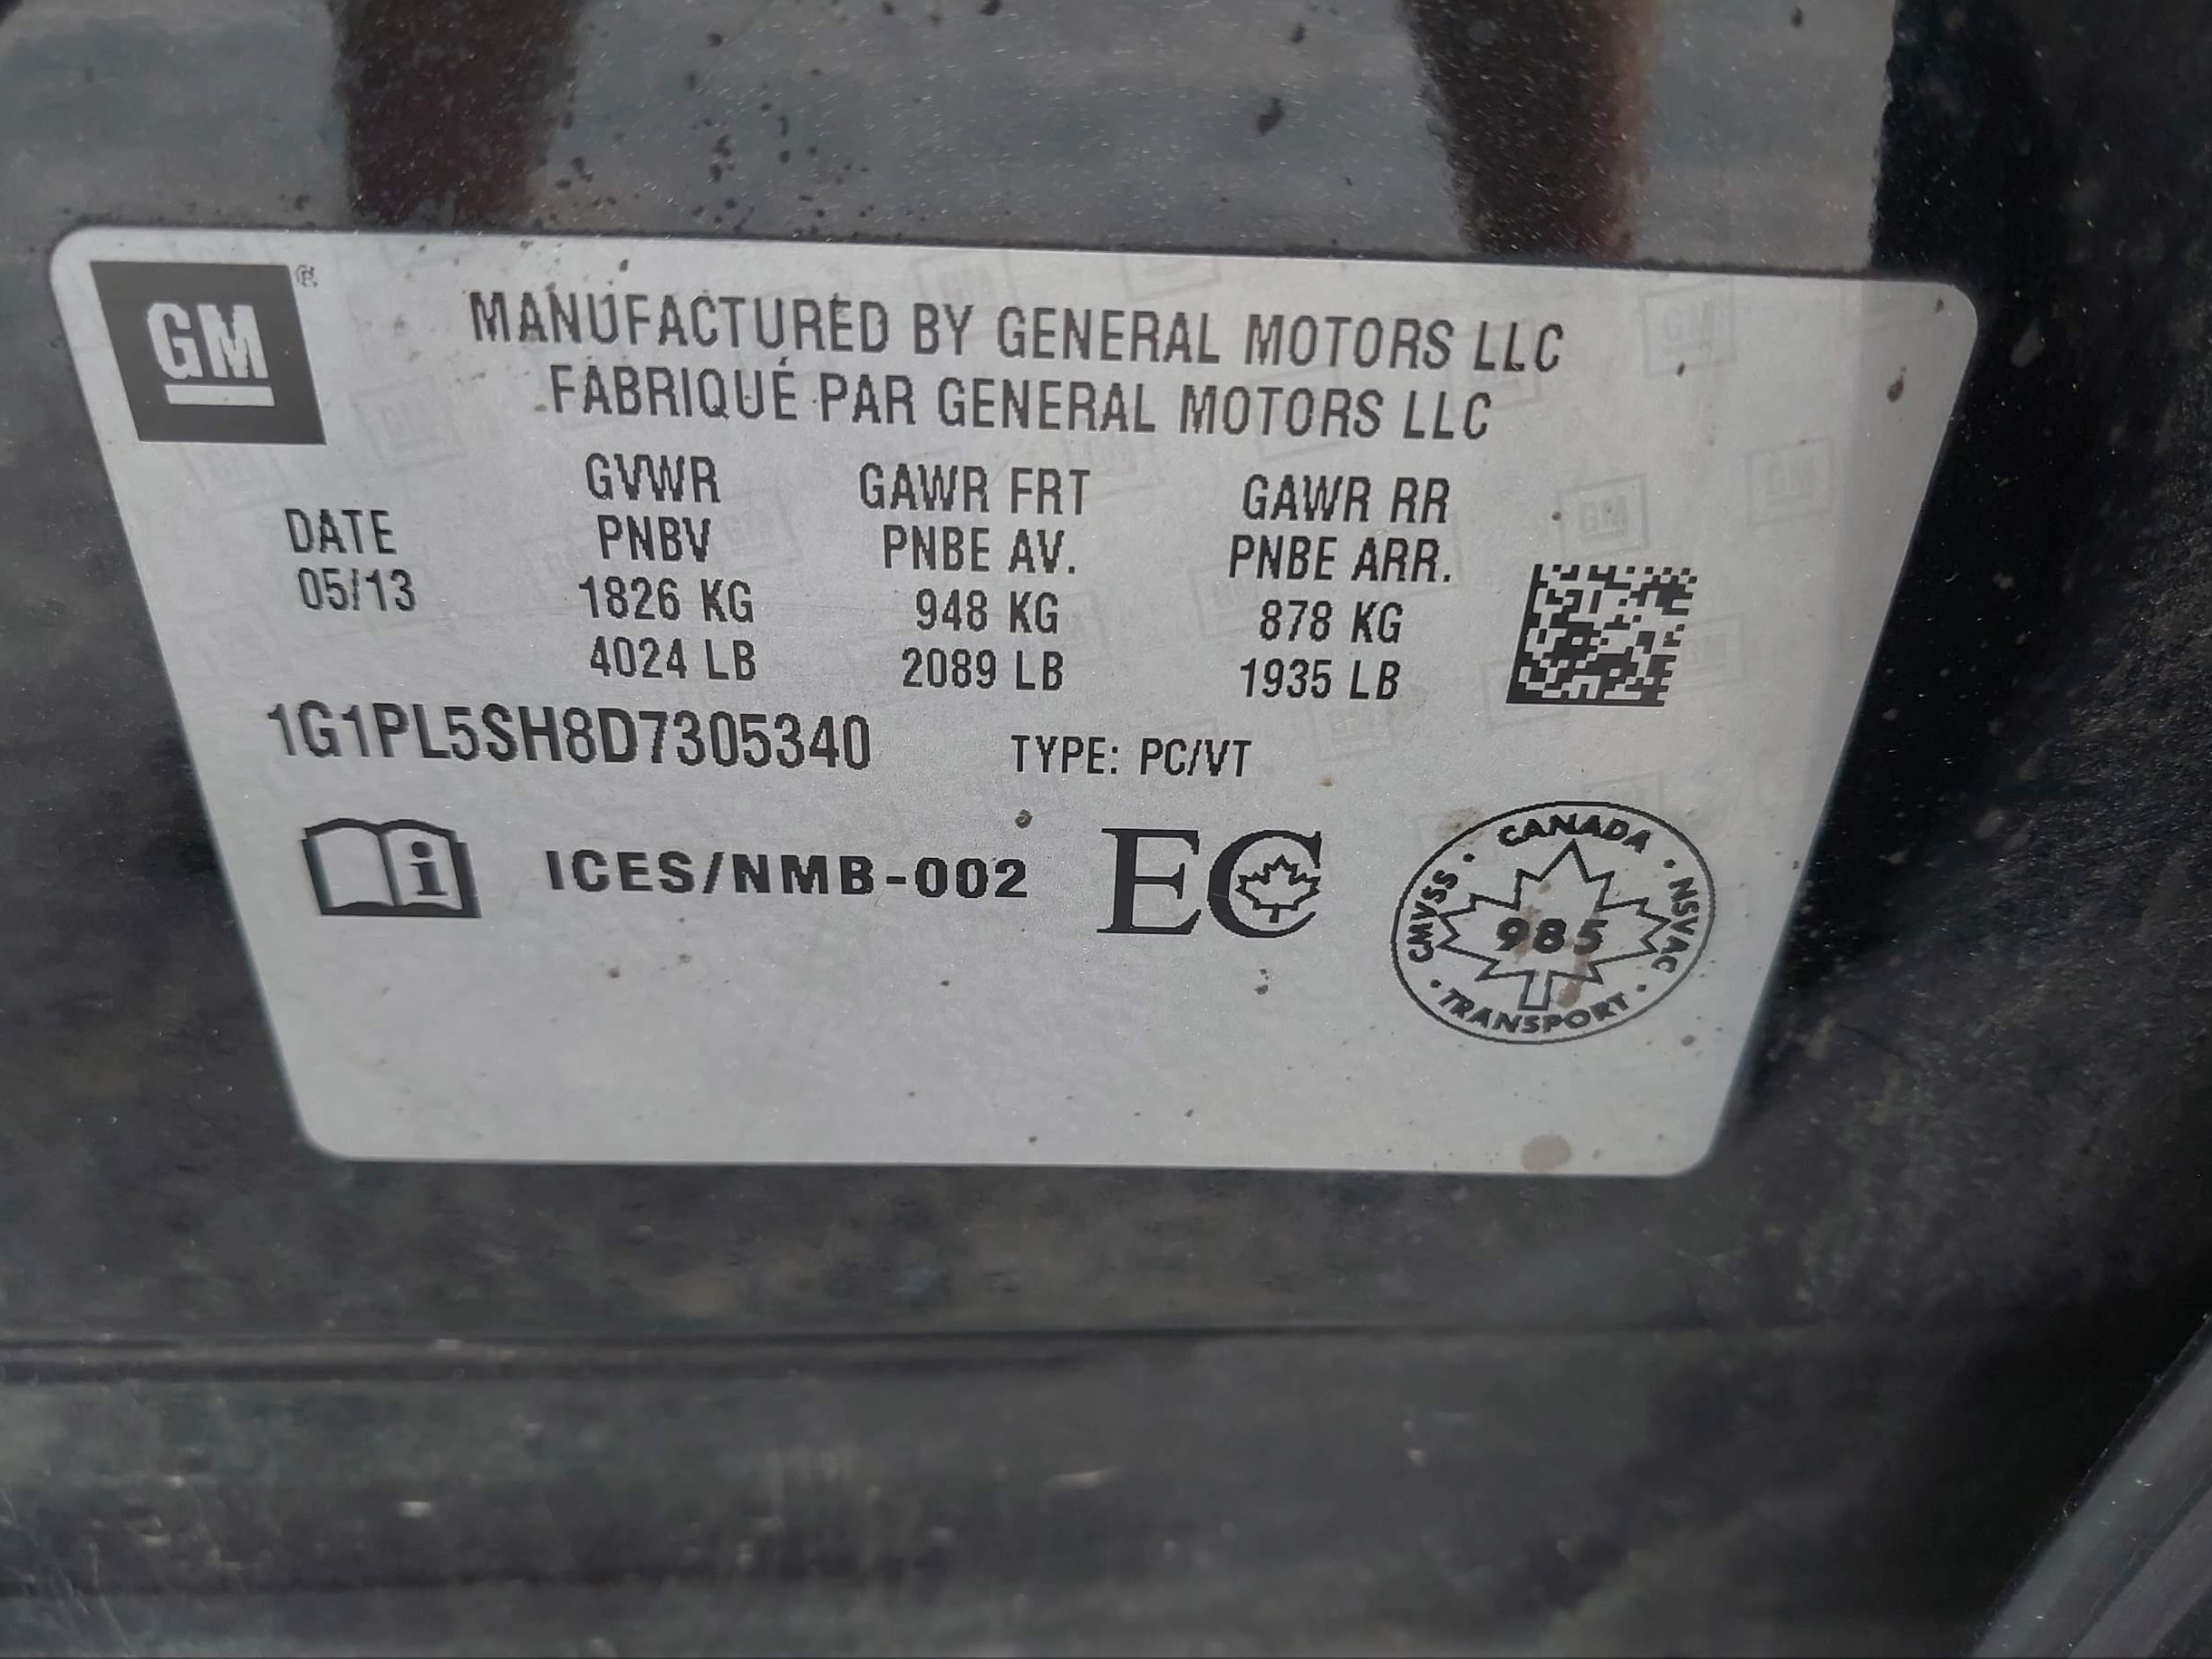 GM ®
MANUFACTURED BY GENERAL MOTORS LLC
FABRIQUÉ PAR GENERAL MOTORS LLC
DATE
05/13
GVWR
PNBV
1826 KG
4024 LB
GAWR FRT
PNBE AV.
948 KG
2089 LB
GAWR RR
PNBE ARR.
878 KG
1935 LB
1G1PL5SH8D7305340 TYPE: PC/VT
i ICES/NMB-002 EC
CANADA
CMVSS · 985 · NSVAC
TRANSPORT